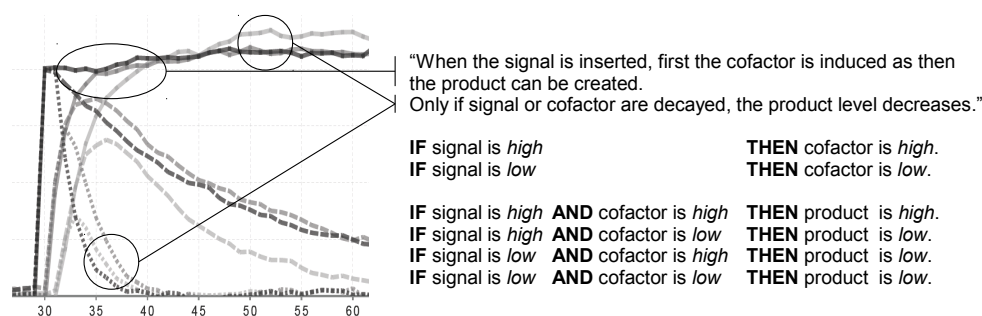 “When the signal is inserted, first the cofactor is induced as then
the product can be created.
Only if signal or cofactor are decayed, the product level decreases.”
IF signal is high THEN cofactor is high.
IF signal is low THEN cofactor is low.
IF signal is high AND cofactor is high THEN product is high.
IF signal is high AND cofactor is low THEN product is low.
IF signal is low AND cofactor is high THEN product is low.
IF signal is low AND cofactor is low THEN product is low.
30 35 40 45 50 55 60